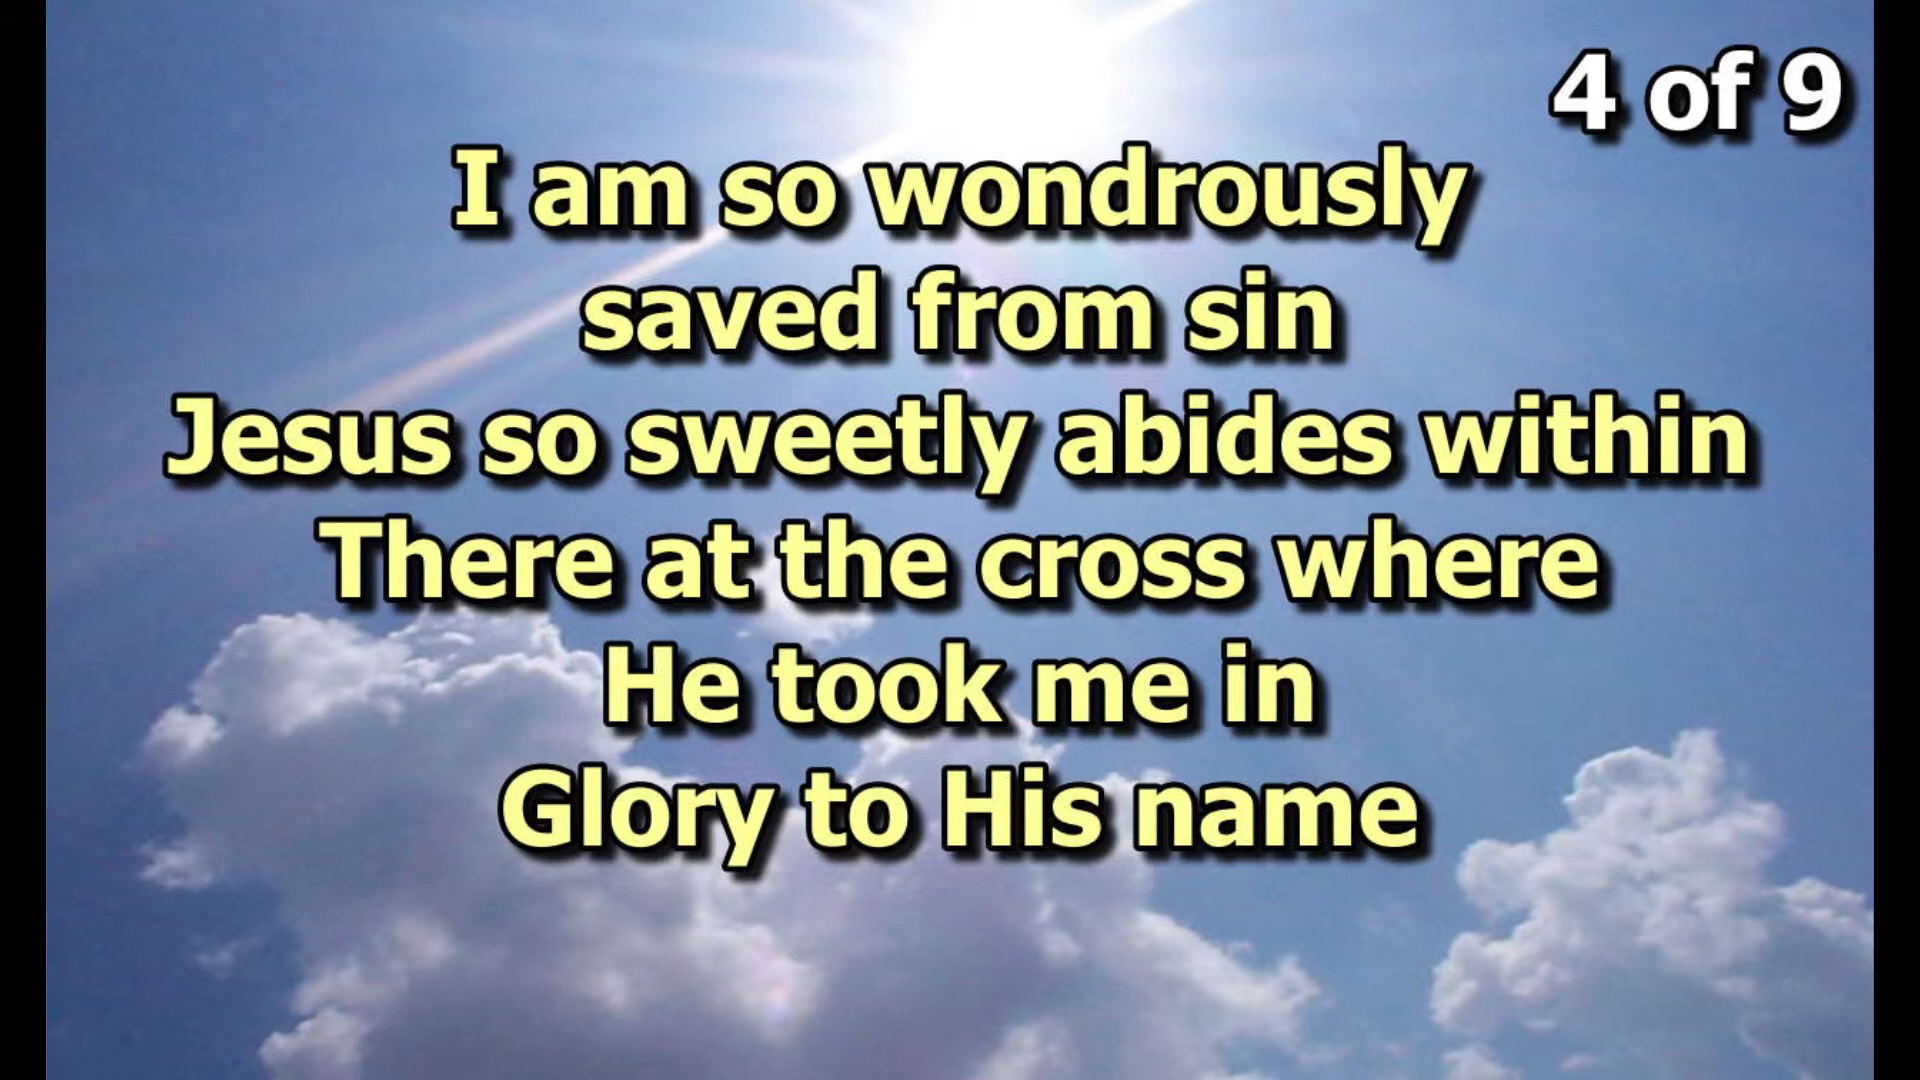 4 of 9
I am so wondrously
saved from sin
Jesus so sweetly abides within
There at the cross where
He took me in
Glory to His name